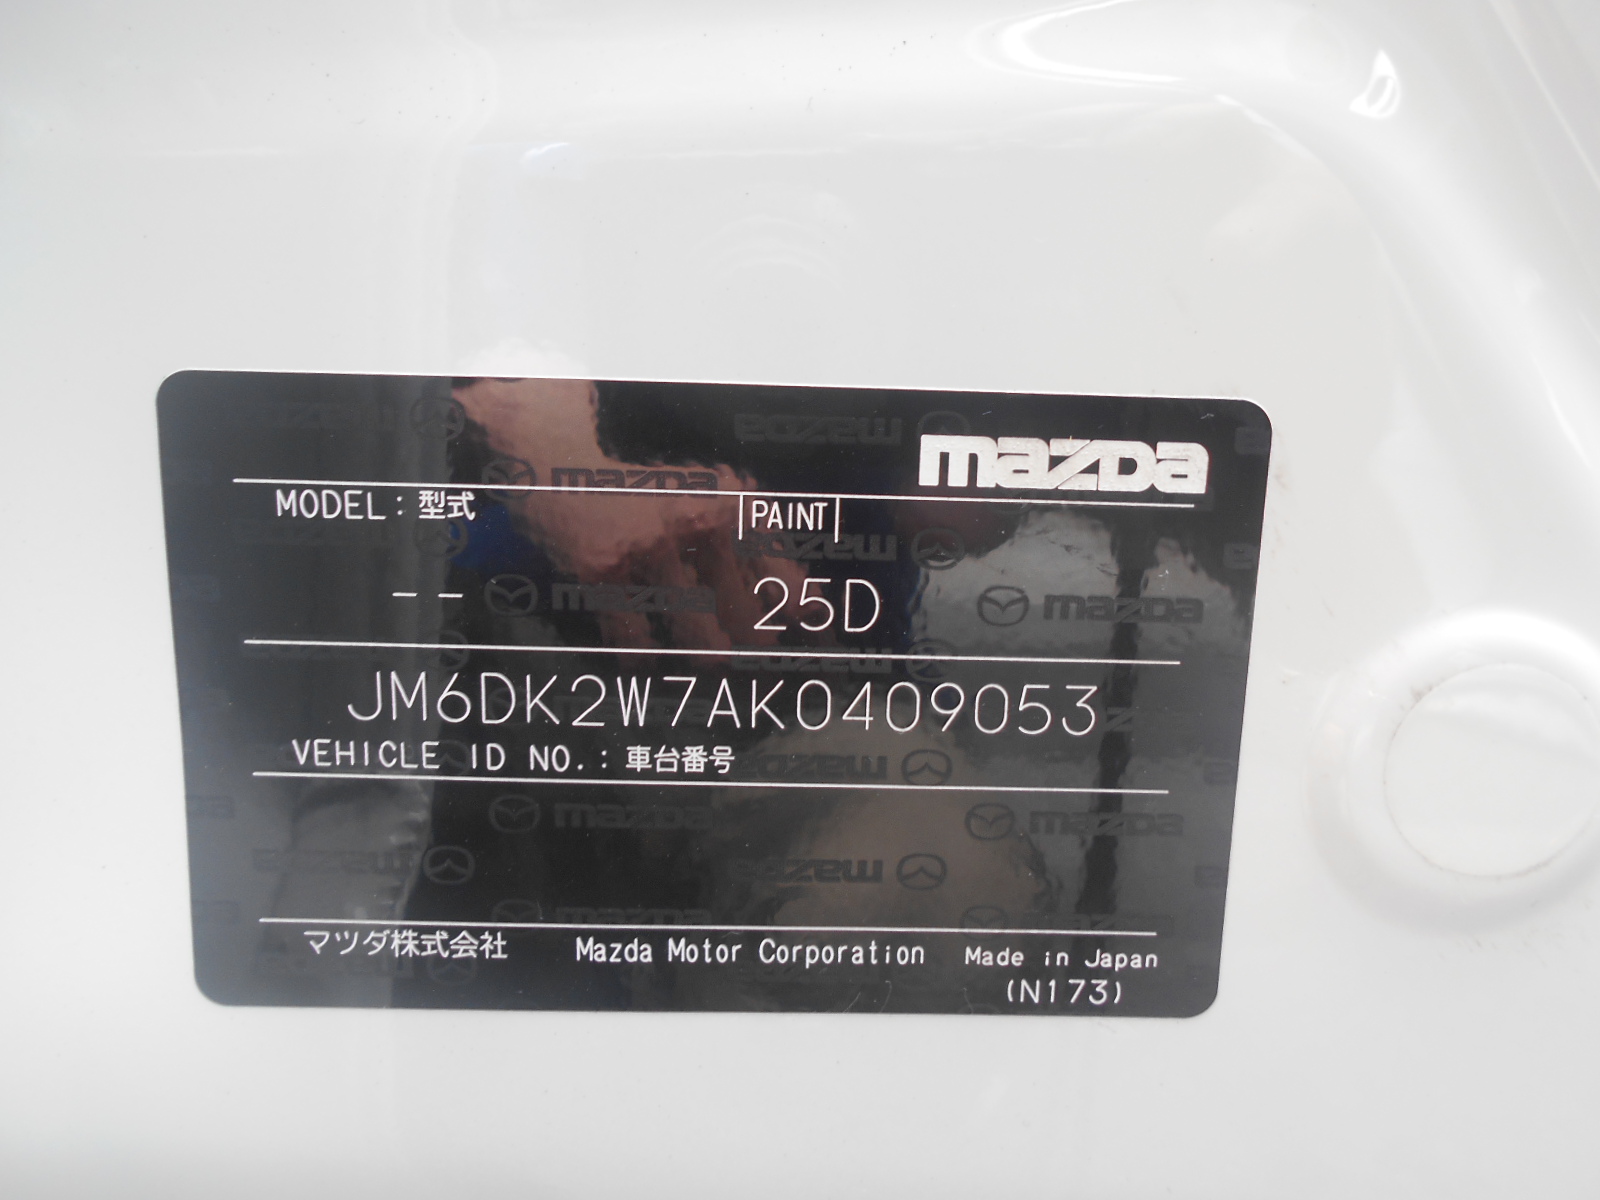 mazda
MODEL : 型式
PAINT
-- 25D
JM6DK2W7AK0409053
VEHICLE ID NO. : 車台番号
マツダ株式会社 Mazda Motor Corporation Made in Japan
(N173)